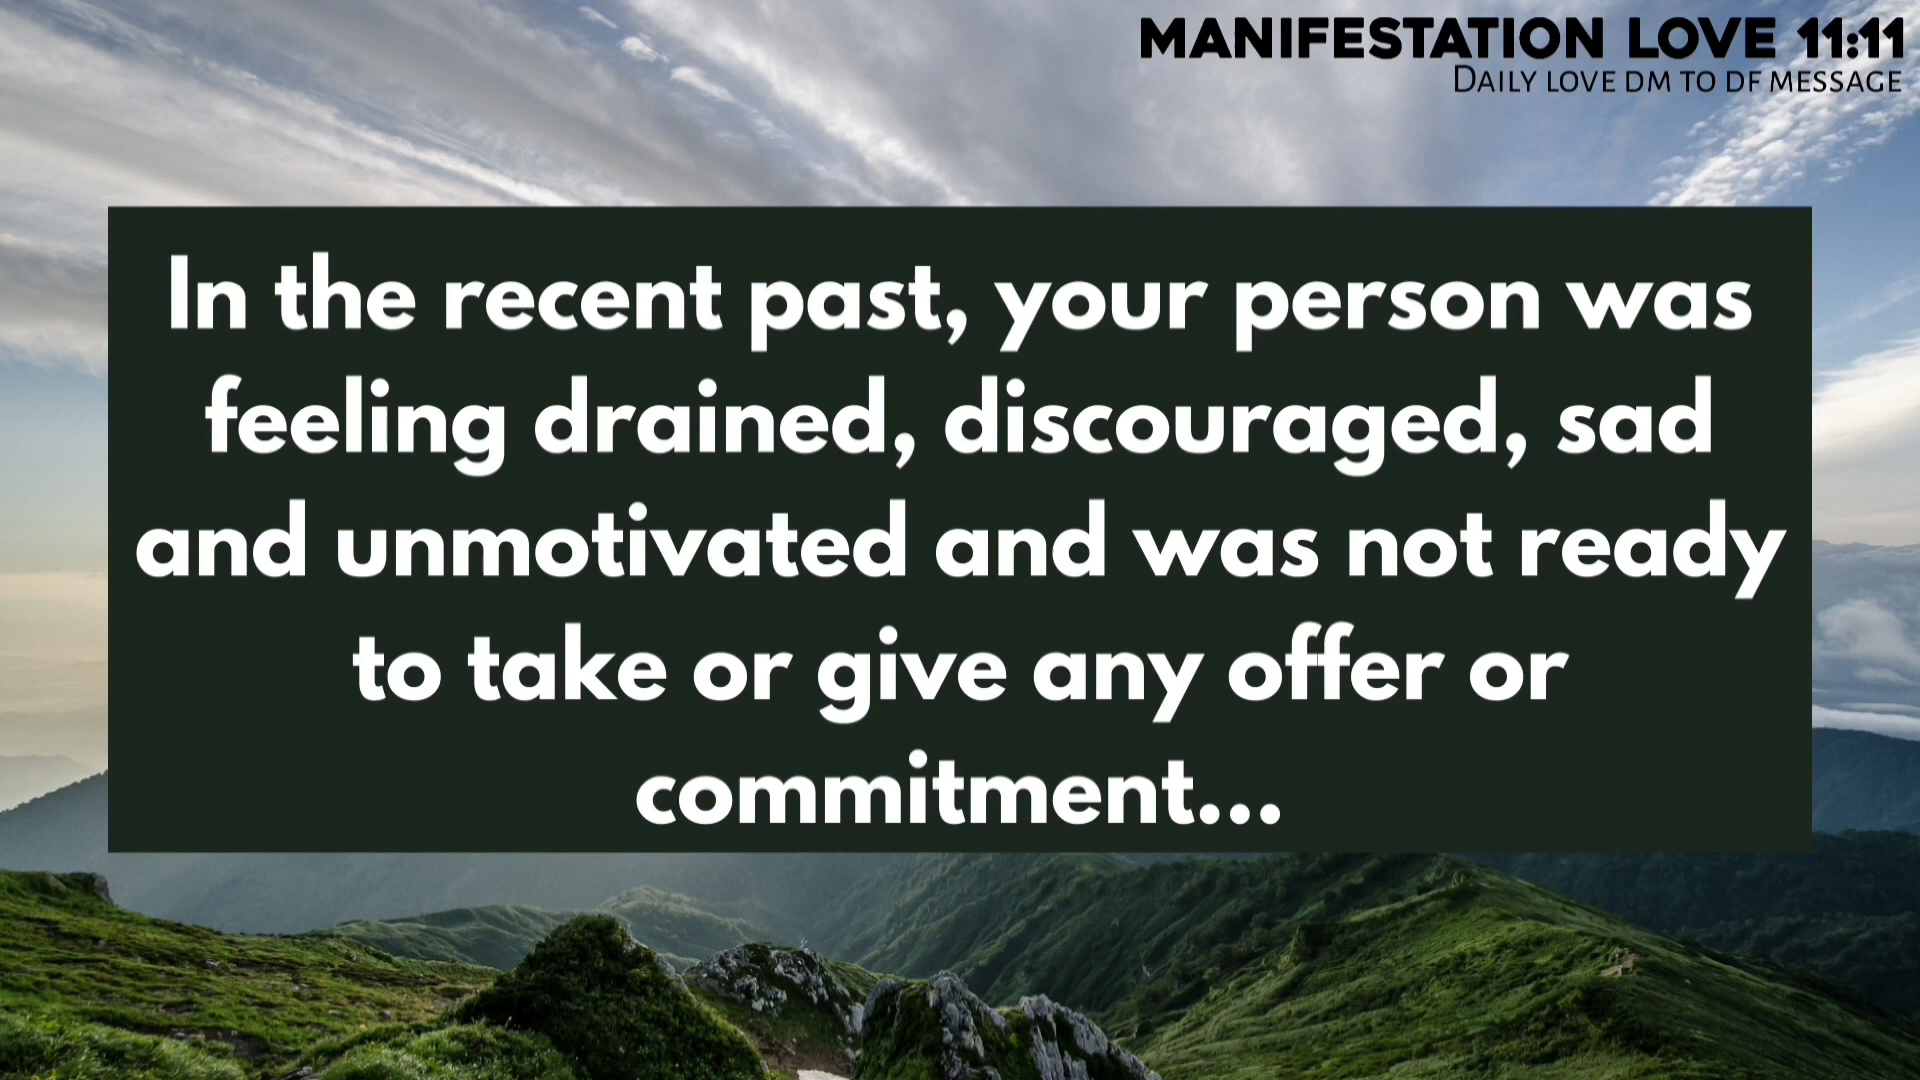 MANIFESTATION LOVE 11:11
DAILY LOVE DM TO DF MESSAGE
In the recent past, your person was
feeling drained, discouraged, sad
and unmotivated and was not ready
to take or give any offer or
commitment...